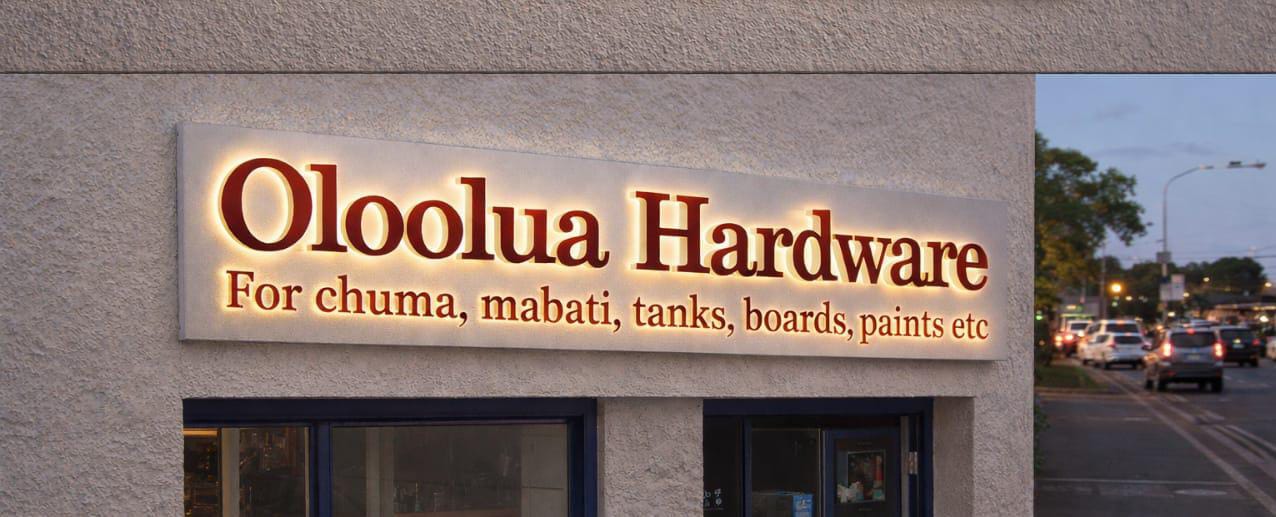 Oloolua Hardware
For chuma, mabati, tanks, boards, paints etc